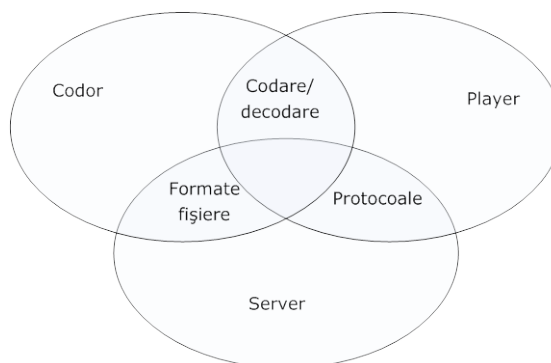 Codor
Codare/
decodare
Player
Formate
fişiere
Protocoale
Server